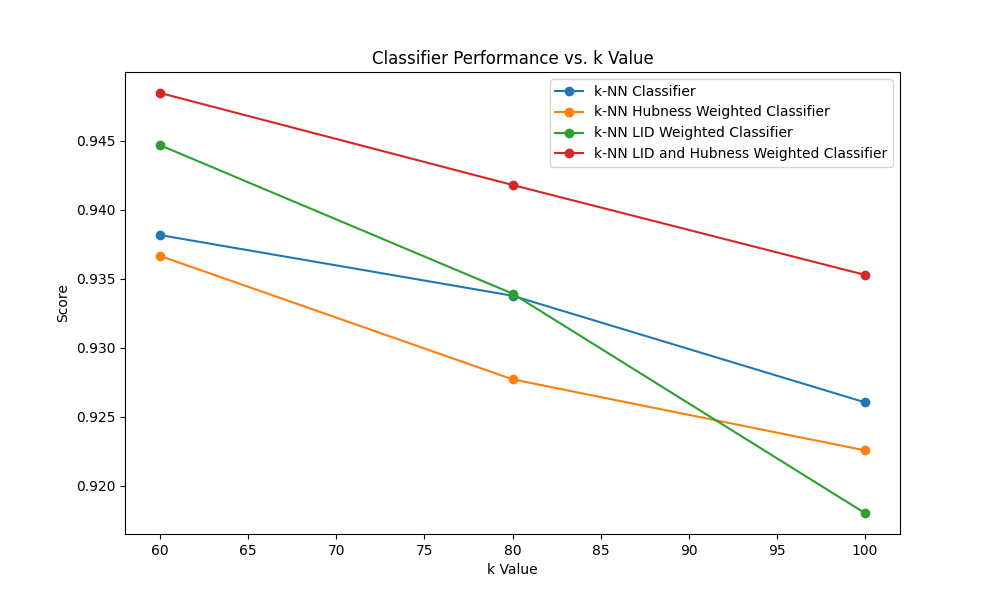 Classifier Performance vs. k Value
k-NN Classifier
k-NN Hubness Weighted Classifier
k-NN LID Weighted Classifier
k-NN LID and Hubness Weighted Classifier
0.945
0.940
0.935
0.930
0.925
0.920
Score
60 65 70 75 80 85 90 95 100
k Value